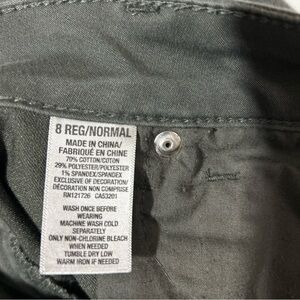 8 REG/NORMAL
MADE IN CHINA/
FABRIQUÉ EN CHINE
70% COTTON/COTON
29% POLYESTER/POLYESTER
1% SPANDEX/SPANDEX
EXCLUSIVE OF DECORATION/
DÉCORATION NON COMPRISE
RN121726 CA53201
WASH ONCE BEFORE
WEARING
MACHINE WASH COLD
SEPARATELY
ONLY NON-CHLORINE BLEACH
WHEN NEEDED
TUMBLE DRY LOW
WARM IRON IF NEEDED